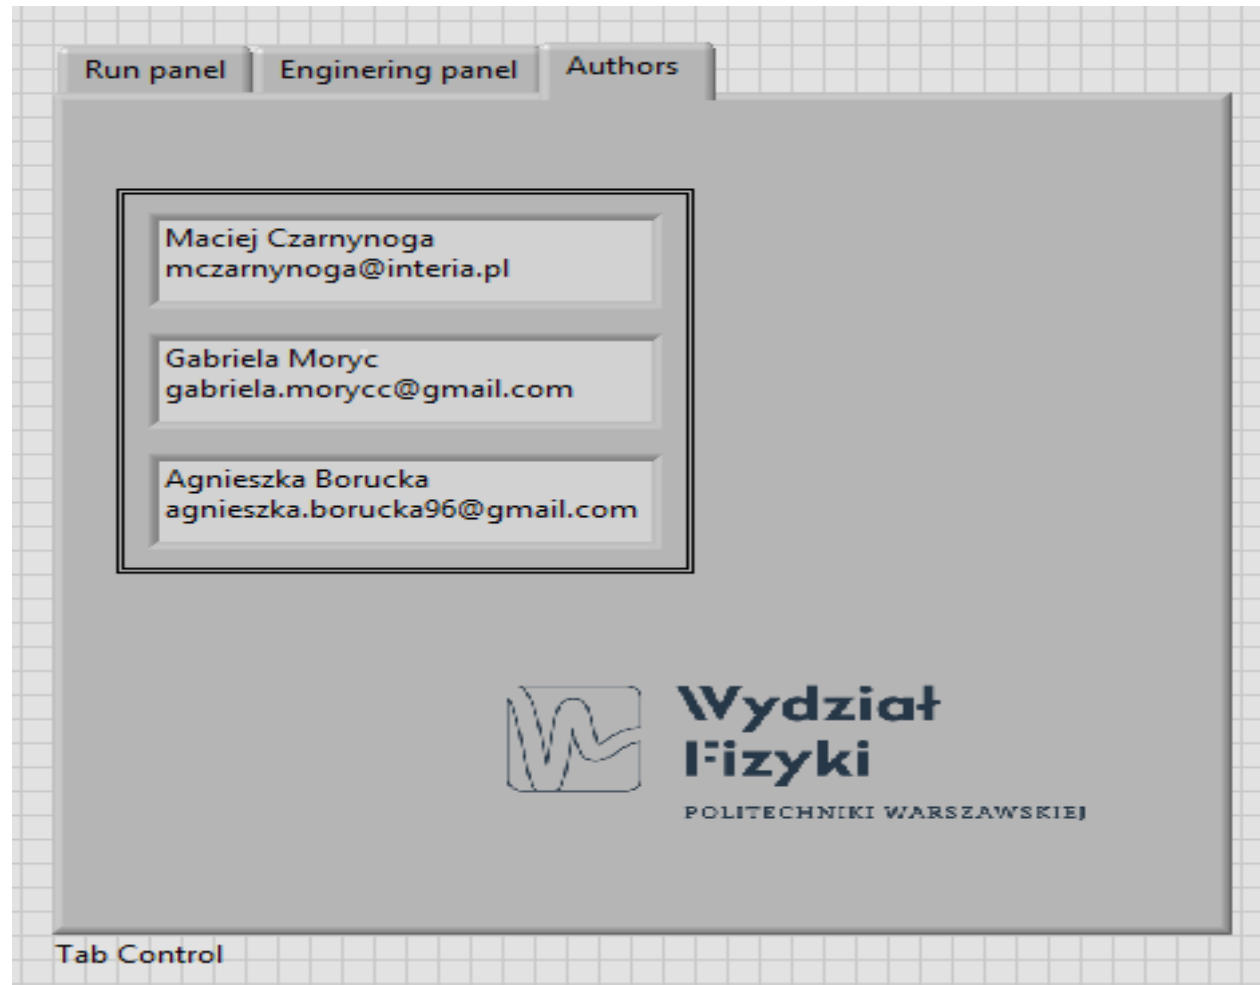 Run panel
Enginering panel
Authors
Maciej Czarnynoga
mczarnynoga@interia.pl
Gabriela Moryc
gabriela.morycc@gmail.com
Agnieszka Borucka
agnieszka.borucka96@gmail.com
Wydział
Fizyki
POLITECHNIKI WARSZAWSKIEJ
Tab Control